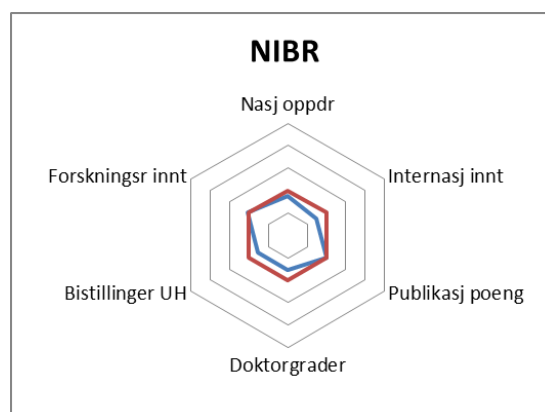 NIBR
Nasj oppdr
Forskningsr innt
Internasj innt
Bistillinger UH
Publikasj poeng
Doktorgrader